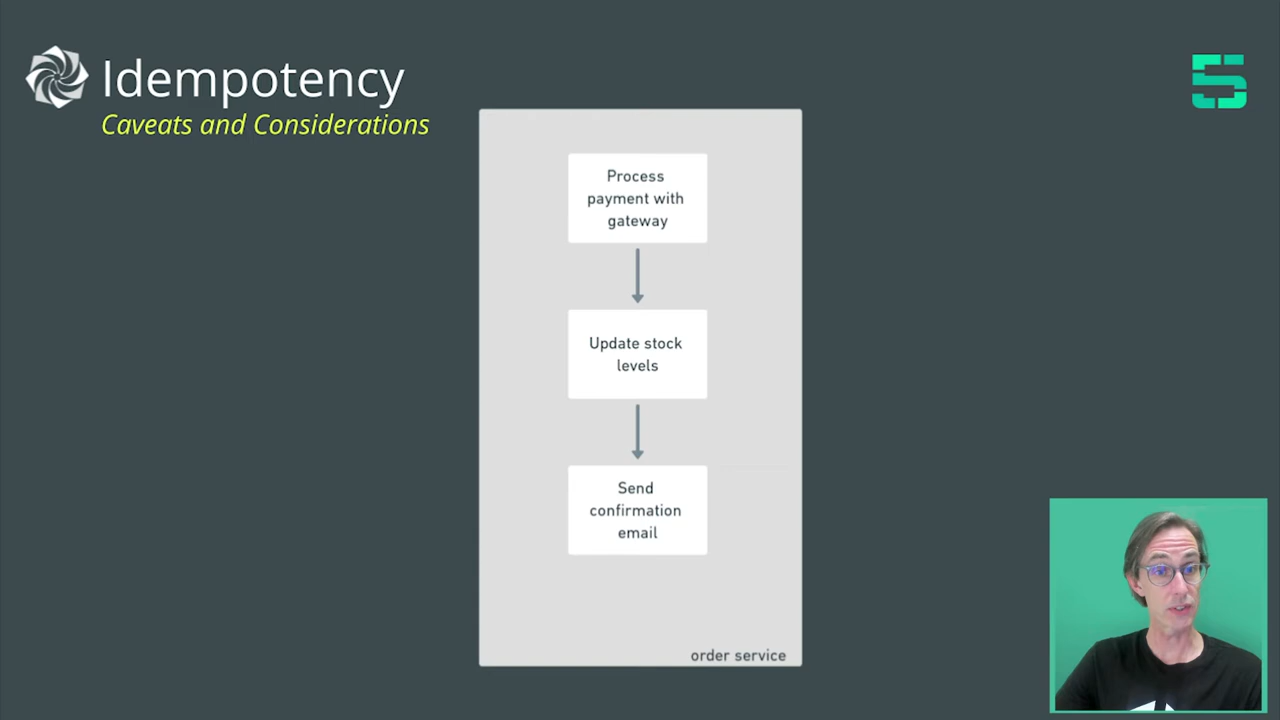 Idempotency
Caveats and Considerations
Process
payment with
gateway
Update stock
levels
Send
confirmation
email
order service